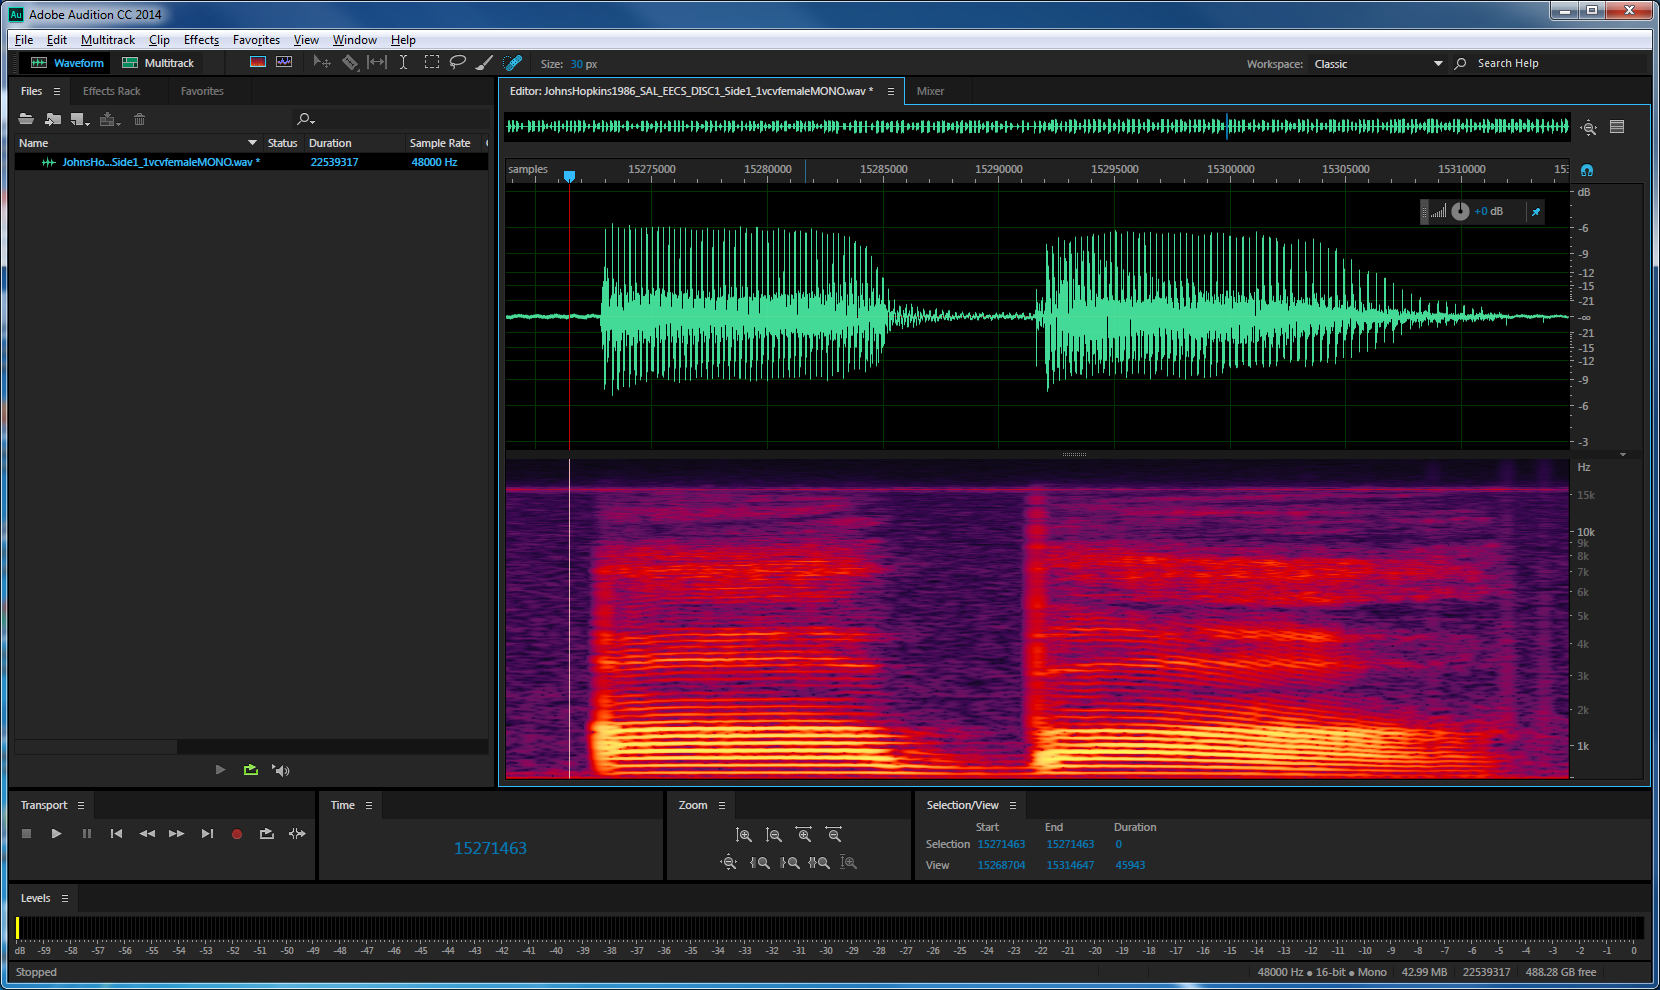 Au Adobe Audition CC 2014
File Edit Multitrack Clip Effects Favorites View Window Help
Waveform Multitrack Size: 30 px Workspace: Classic Search Help
Files Effects Rack Favorites
Name Status Duration Sample Rate
JohnsHo...Side1_1vcvfemaleMONO.wav * 22539317 48000 Hz
Editor: JohnsHopkins1986_SAL_EECS_DISC1_Side1_1vcvfemaleMONO.wav * Mixer
samples 15275000 15280000 15285000 15290000 15295000 15300000 15305000 15310000
+0 dB
dB
-6
-9
-12
-15
-21
-∞
-21
-15
-12
-9
-6
-3
Hz
15k
10k
9k
8k
7k
6k
5k
4k
3k
2k
1k
Transport
Time
15271463
Zoom
Selection/View
Start End Duration
Selection 15271463 15271463 0
View 15268704 15314647 45943
Levels
dB -59 -58 -57 -56 -55 -54 -53 -52 -51 -50 -49 -48 -47 -46 -45 -44 -43 -42 -41 -40 -39 -38 -37 -36 -35 -34 -33 -32 -31 -30 -29 -28 -27 -26 -25 -24 -23 -22 -21 -20 -19 -18 -17 -16 -15 -14 -13 -12 -11 -10 -9 -8 -7 -6 -5 -4 -3 -2 -1 0
Stopped 48000 Hz • 16-bit • Mono 42.99 MB 22539317 488.28 GB free